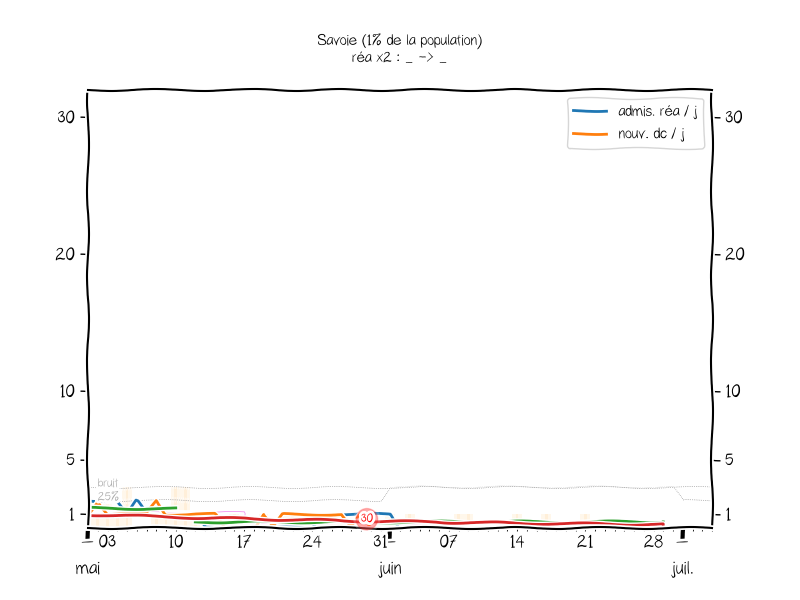 Savoie (1% de la population)
réa x2 : _ -> _
admis. réa / j
nouv. dc / j
30
30
20
20
10
10
5
5
bruit
25%
1
1
30
03 10 17 24 31 07 14 21 28
mai juin juil.